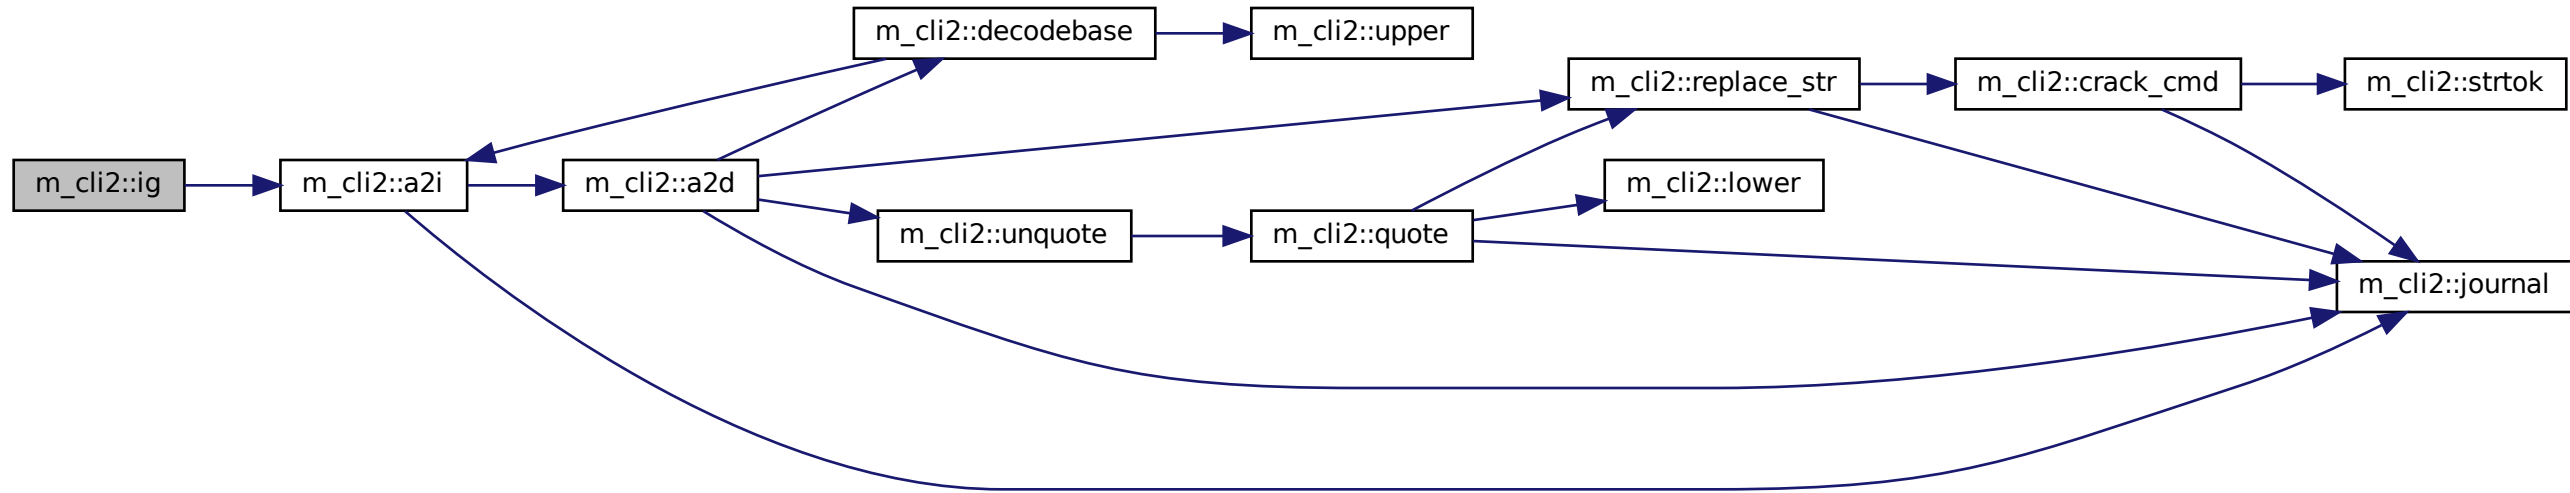 m_cli2::decodebase
m_cli2::upper
m_cli2::replace_str
m_cli2::crack_cmd
m_cli2::strtok
m_cli2::ig
m_cli2::a2i
m_cli2::a2d
m_cli2::lower
m_cli2::unquote
m_cli2::quote
m_cli2::journal